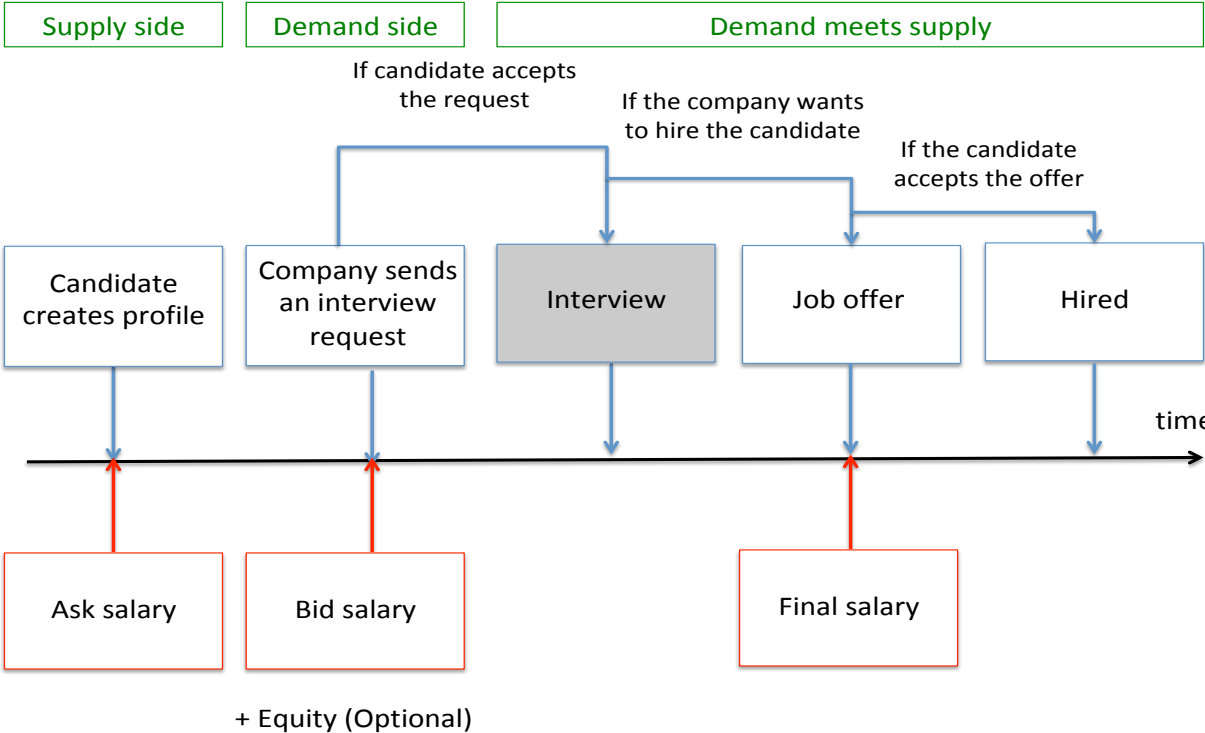 Supply side
Demand side
Demand meets supply
If candidate accepts
the request
If the company wants
to hire the candidate
If the candidate
accepts the offer
Candidate
creates profile
Company sends
an interview
request
Interview
Job offer
Hired
time
Ask salary
Bid salary
Final salary
+ Equity (Optional)